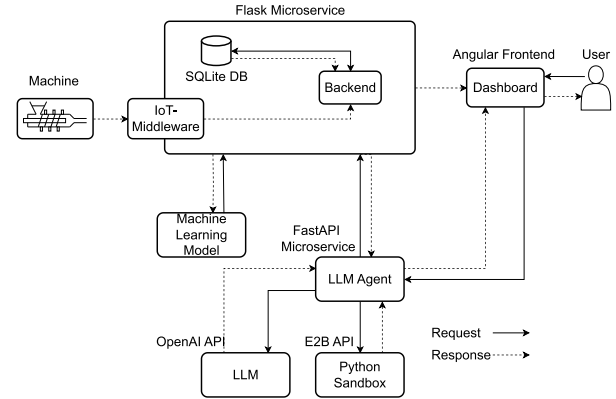 Flask Microservice
SQLite DB
Backend
Angular Frontend
User
Dashboard
Machine
IoT-
Middleware
Machine
Learning
Model
FastAPI
Microservice
LLM Agent
OpenAI API
E2B API
LLM
Python
Sandbox
Request
Response